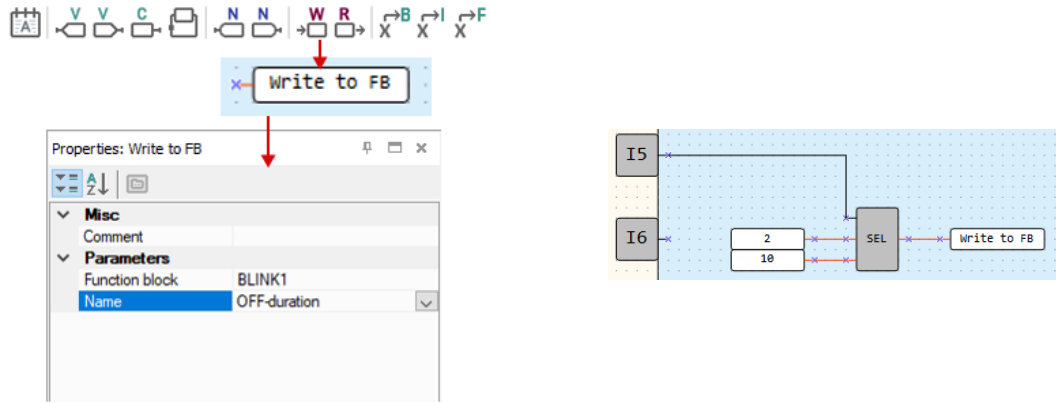 A V V C N N W R B I F
X X X
Write to FB
Properties: Write to FB
A
Z
Misc
Comment
Parameters
Function block BLINK1
Name OFF-duration
I5
I6
2
10
SEL
Write to FB